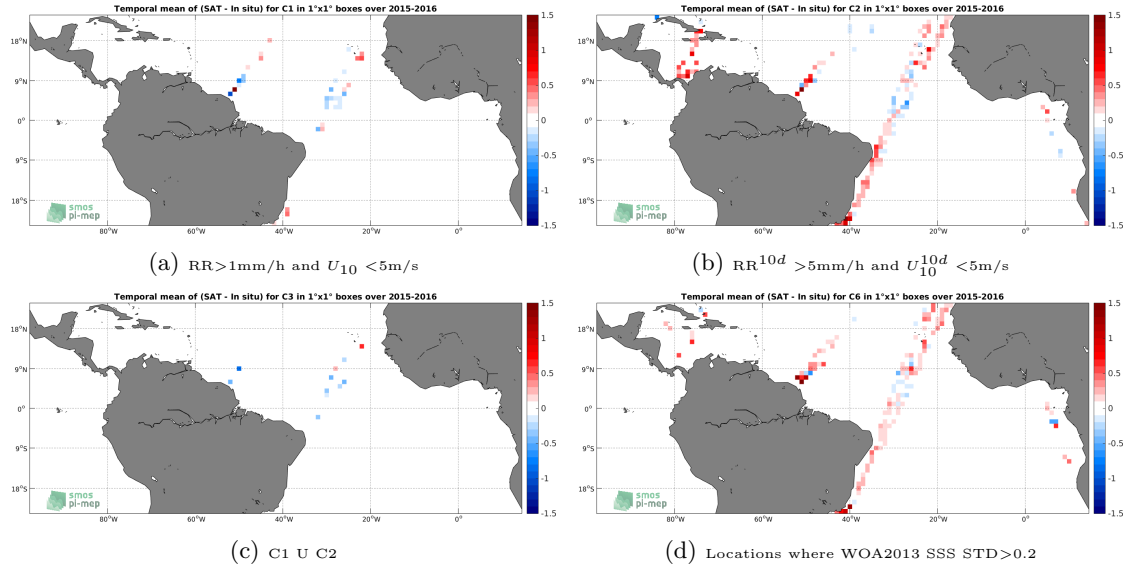 Temporal mean of (SAT - In situ) for C1 in 1°x1° boxes over 2015-2016
18°N
9°N
0°
9°S
18°S
80°W 60°W 40°W 20°W 0°
1.5
1
0.5
0
-0.5
-1
-1.5
smos
pi-mep
(a) RR>1mm/h and U10 <5m/s
Temporal mean of (SAT - In situ) for C2 in 1°x1° boxes over 2015-2016
18°N
9°N
0°
9°S
18°S
80°W 60°W 40°W 20°W 0°
1.5
1
0.5
0
-0.5
-1
-1.5
smos
pi-mep
(b) RR10d >5mm/h and U10d10 <5m/s
Temporal mean of (SAT - In situ) for C3 in 1°x1° boxes over 2015-2016
18°N
9°N
0°
9°S
18°S
80°W 60°W 40°W 20°W 0°
1.5
1
0.5
0
-0.5
-1
-1.5
smos
pi-mep
(c) C1 U C2
Temporal mean of (SAT - In situ) for C6 in 1°x1° boxes over 2015-2016
18°N
9°N
0°
9°S
18°S
80°W 60°W 40°W 20°W 0°
1.5
1
0.5
0
-0.5
-1
-1.5
smos
pi-mep
(d) Locations where WOA2013 SSS STD>0.2